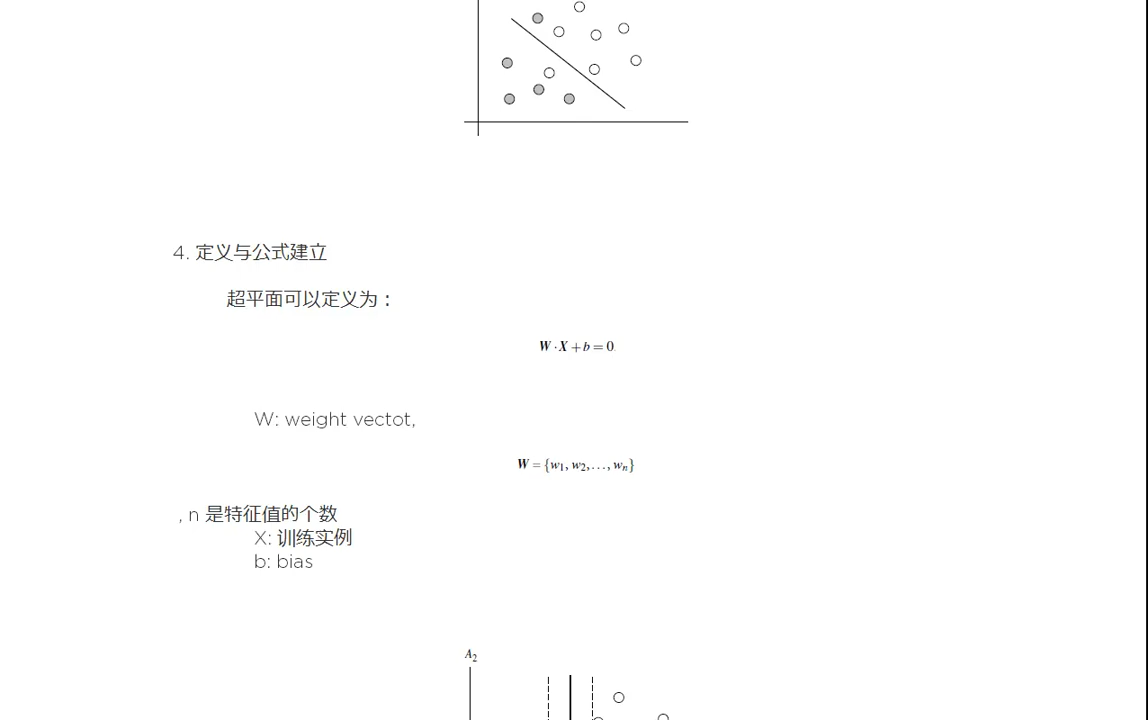 4. 定义与公式建立
超平面可以定义为：
W · X + b = 0.
W: weight vectot,
W = {w₁, w₂,..., wₙ}
, n 是特征值的个数
X: 训练实例
b: bias
A₂